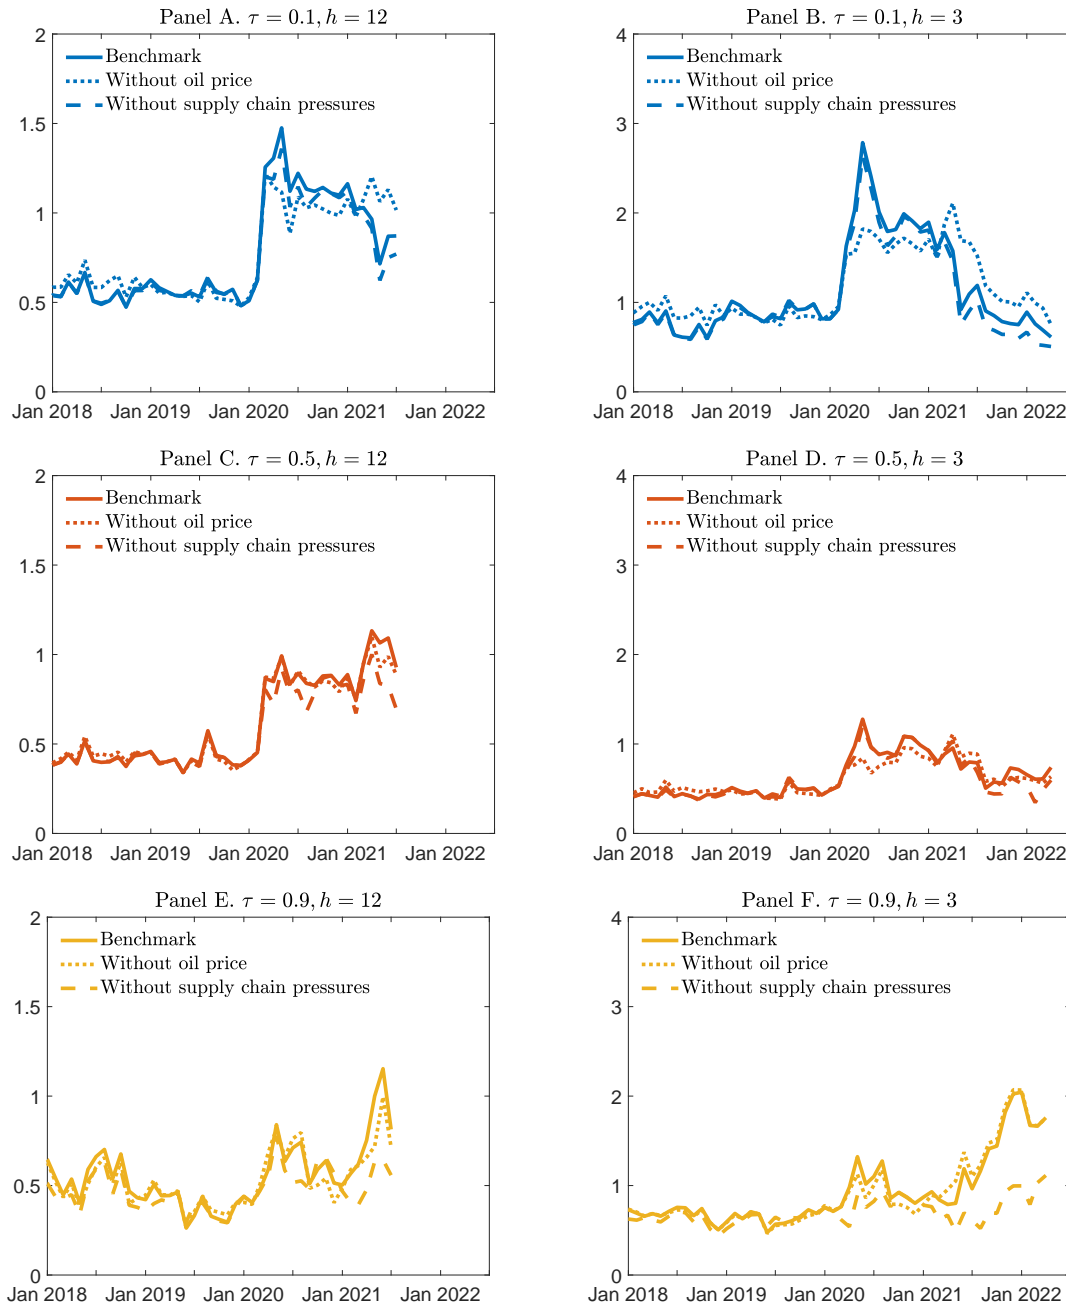 Panel A. τ = 0.1, h = 12
2
1.5
1
0.5
0
Benchmark
Without oil price
Without supply chain pressures
Jan 2018 Jan 2019 Jan 2020 Jan 2021 Jan 2022
Panel B. τ = 0.1, h = 3
4
3
2
1
0
Benchmark
Without oil price
Without supply chain pressures
Jan 2018 Jan 2019 Jan 2020 Jan 2021 Jan 2022
Panel C. τ = 0.5, h = 12
2
1.5
1
0.5
0
Benchmark
Without oil price
Without supply chain pressures
Jan 2018 Jan 2019 Jan 2020 Jan 2021 Jan 2022
Panel D. τ = 0.5, h = 3
4
3
2
1
0
Benchmark
Without oil price
Without supply chain pressures
Jan 2018 Jan 2019 Jan 2020 Jan 2021 Jan 2022
Panel E. τ = 0.9, h = 12
2
1.5
1
0.5
0
Benchmark
Without oil price
Without supply chain pressures
Jan 2018 Jan 2019 Jan 2020 Jan 2021 Jan 2022
Panel F. τ = 0.9, h = 3
4
3
2
1
0
Benchmark
Without oil price
Without supply chain pressures
Jan 2018 Jan 2019 Jan 2020 Jan 2021 Jan 2022